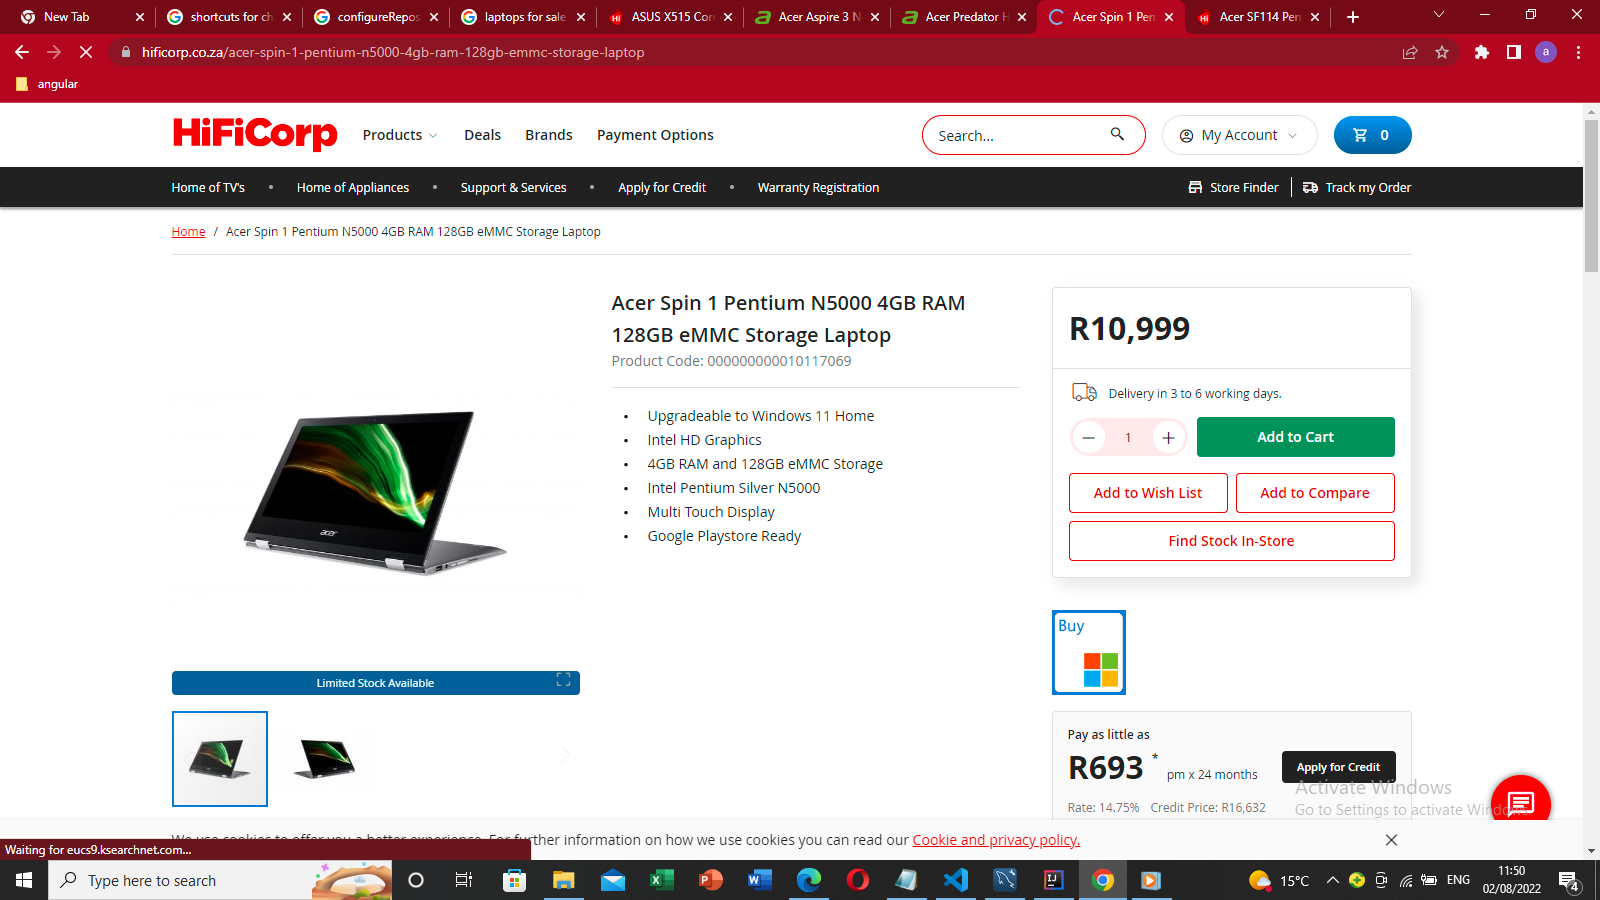 New Tab
shortcuts for ch
configureRepos
laptops for sale
ASUS X515 Cor
Acer Aspire 3 N
Acer Predator H
Acer Spin 1 Pen
Acer SF114 Pen
hificorp.co.za/acer-spin-1-pentium-n5000-4gb-ram-128gb-emmc-storage-laptop
a
angular
HiFiCorp
Products
Deals
Brands
Payment Options
Search...
My Account
0
Home of TV's • Home of Appliances • Support & Services • Apply for Credit • Warranty Registration
Store Finder
Track my Order
Home / Acer Spin 1 Pentium N5000 4GB RAM 128GB eMMC Storage Laptop
Acer Spin 1 Pentium N5000 4GB RAM
128GB eMMC Storage Laptop
Product Code: 000000000010117069
• Upgradeable to Windows 11 Home
• Intel HD Graphics
• 4GB RAM and 128GB eMMC Storage
• Intel Pentium Silver N5000
• Multi Touch Display
• Google Playstore Ready
acer
Limited Stock Available
R10,999
Delivery in 3 to 6 working days.
1
Add to Cart
Add to Wish List
Add to Compare
Find Stock In-Store
Buy
Pay as little as
R693 * pm x 24 months
Apply for Credit
Rate: 14.75% Credit Price: R16,632
Activate Windows
Go to Settings to activate Windows.
We use cookies to offer you a better experience. For further information on how we use cookies you can read our Cookie and privacy policy.
Waiting for eucs9.ksearchnet.com...
Type here to search
15°C
ENG
11:50
02/08/2022
4